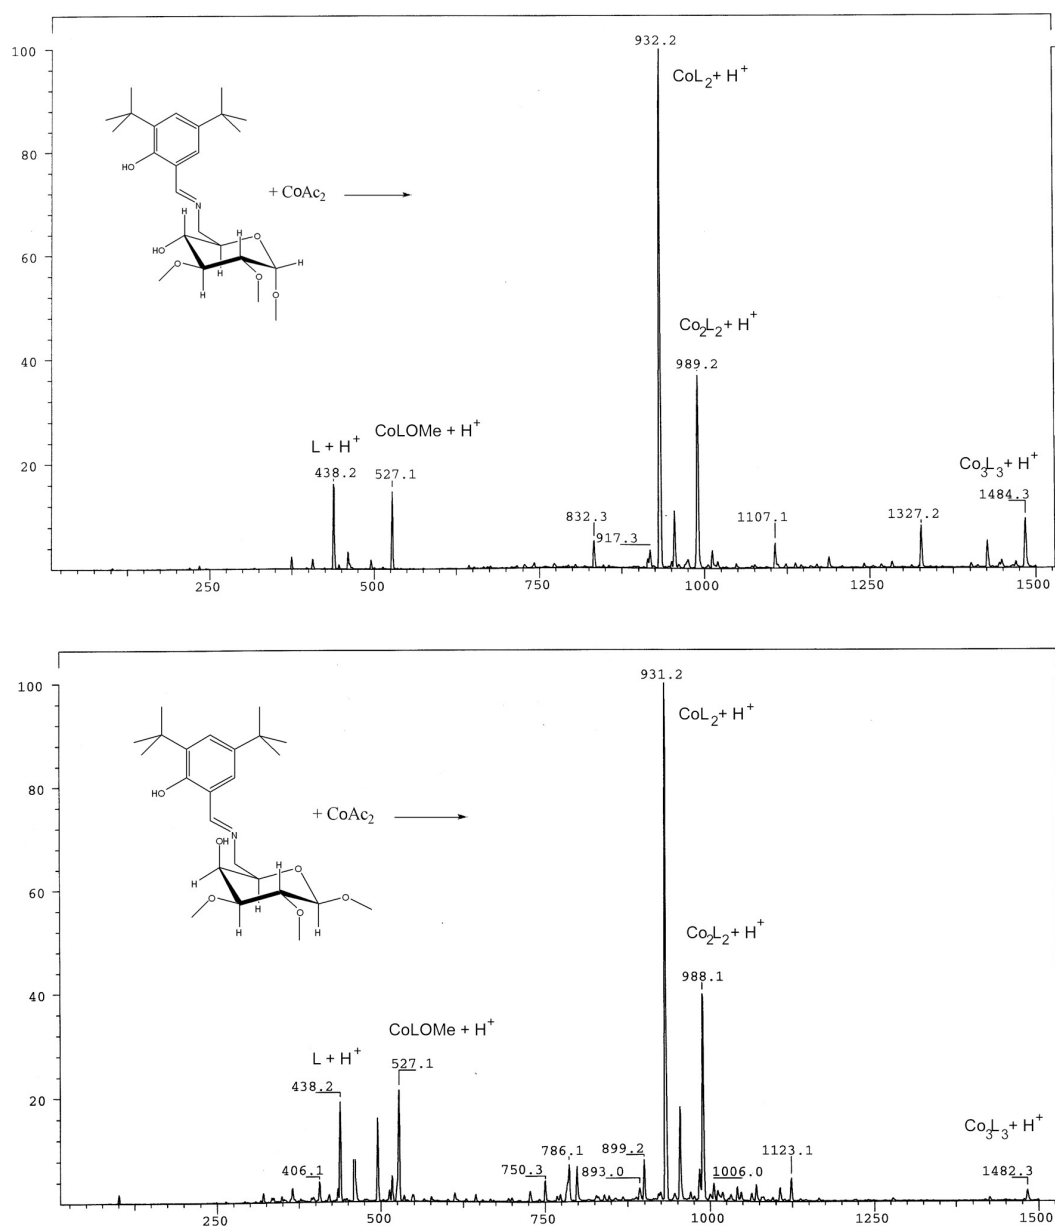 932.2
100
CoL2+ H+
80
HO
+ CoAc2
N
H
H
60
HO
O
O
H
H
O
H
O
Co2L2+ H+
40
989.2
CoLOMe + H+
L + H+
Co3L3+ H+
20
438.2
527.1
1484.3
832.3
1107.1
1327.2
917.3
250
500
750
1000
1250
1500
931.2
100
CoL2+ H+
80
HO
+ CoAc2
N
OH
H
O
H
60
O
O
H
O
H
H
Co2L2+ H+
988.1
40
CoLOMe + H+
L + H+
527.1
438.2
20
Co3L3+ H+
786.1
899.2
1123.1
406.1
750.3
893.0
1006.0
1482.3
250
500
750
1000
1250
1500